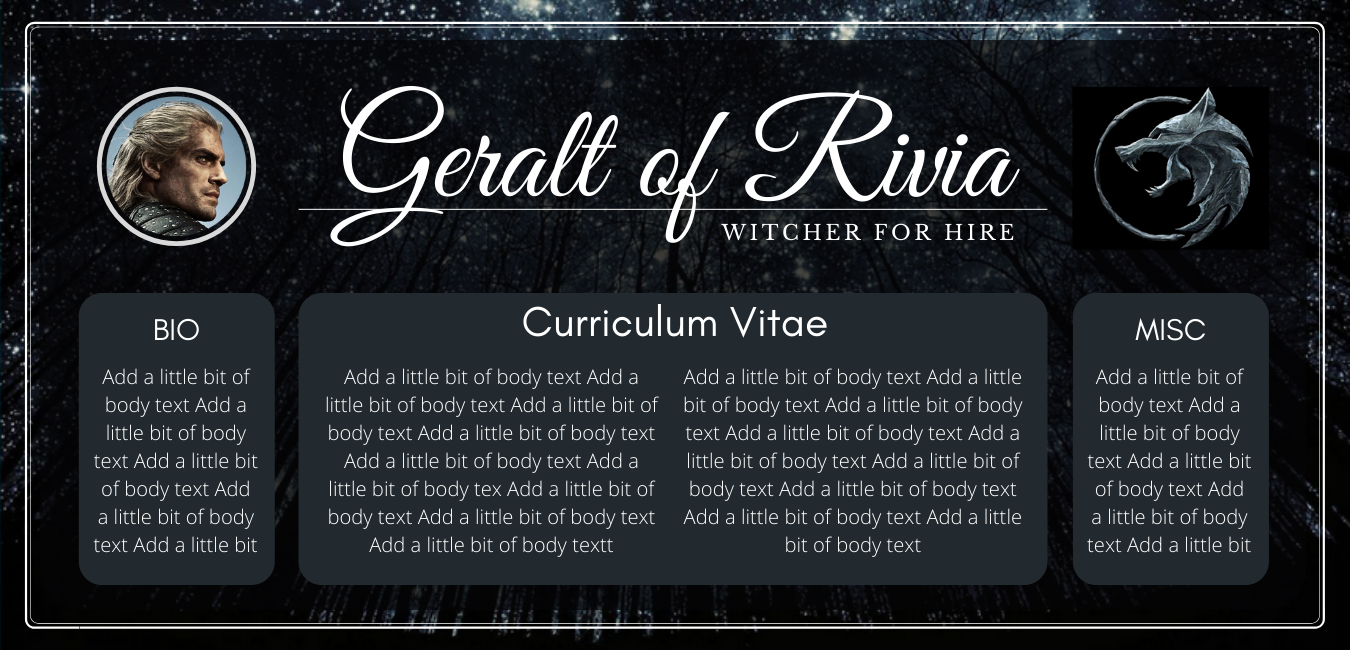 Geralt of Rivia
WITCHER FOR HIRE
BIO
Add a little bit of
body text Add a
little bit of body
text Add a little bit
of body text Add
a little bit of body
text Add a little bit
Curriculum Vitae
Add a little bit of body text Add a
little bit of body text Add a little bit of
body text Add a little bit of body text
Add a little bit of body text Add a
little bit of body tex Add a little bit of
body text Add a little bit of body text
Add a little bit of body textt
Add a little bit of body text Add a little
bit of body text Add a little bit of body
text Add a little bit of body text Add a
little bit of body text Add a little bit of
body text Add a little bit of body text
Add a little bit of body text Add a little
bit of body text
MISC
Add a little bit of
body text Add a
little bit of body
text Add a little bit
of body text Add
a little bit of body
text Add a little bit